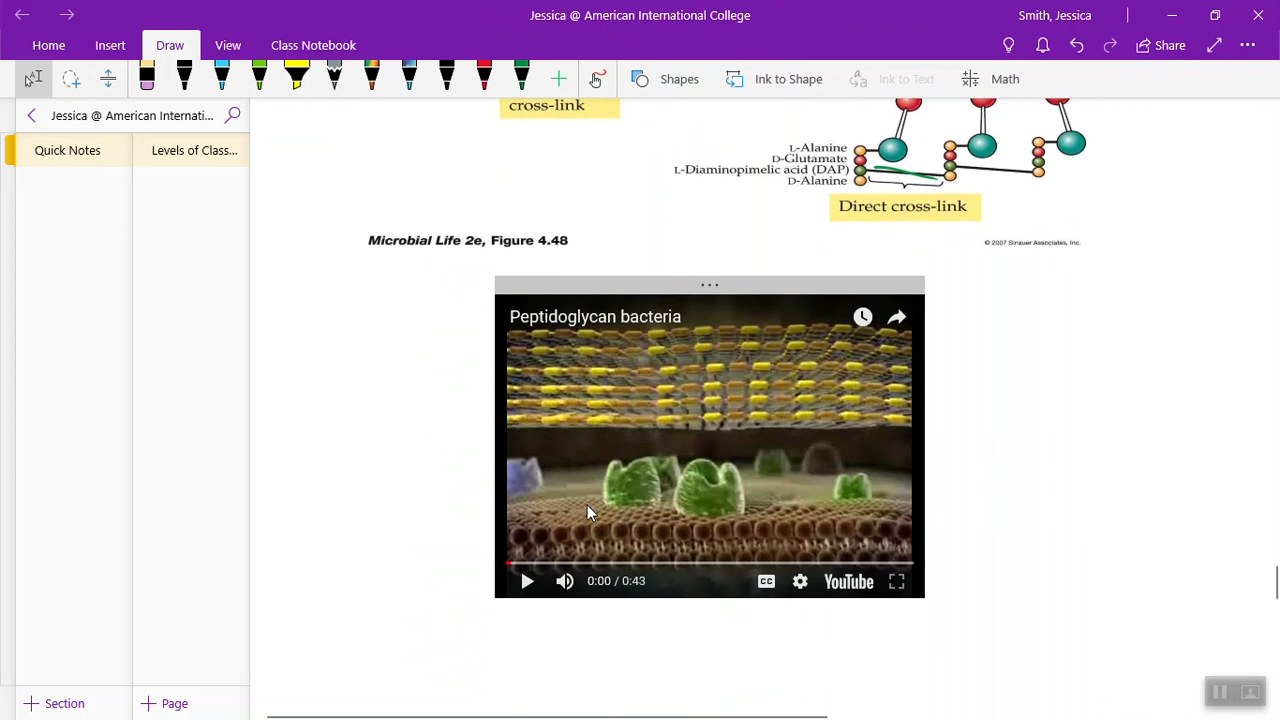 Jessica @ American International College
Smith, Jessica
Home Insert Draw View Class Notebook
Share
Shapes Ink to Shape Ink to Text Math
Jessica @ American Internati...
Quick Notes Levels of Class...
cross-link
L-Alanine
D-Glutamate
L-Diaminopimelic acid (DAP)
D-Alanine
Direct cross-link
Microbial Life 2e, Figure 4.48
© 2007 Sinauer Associates, Inc.
Peptidoglycan bacteria
0:00 / 0:43 CC YouTube
Section Page